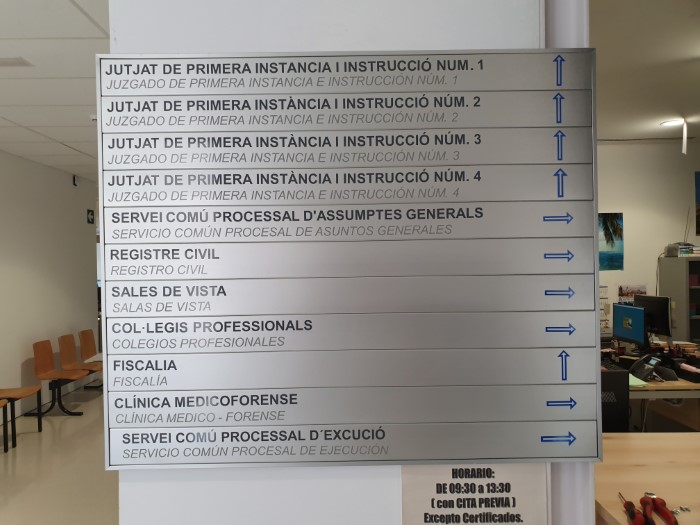 JUTJAT DE PRIMERA INSTANCIA I INSTRUCCIÓ NUM. 1
JUZGADO DE PRIMERA INSTANCIA E INSTRUCCIÓN NÚM. 1
JUTJAT DE PRIMERA INSTÀNCIA I INSTRUCCIÓ NÚM. 2
JUZGADO DE PRIMERA INSTANCIA E INSTRUCCIÓN NÚM. 2
JUTJAT DE PRIMERA INSTÀNCIA I INSTRUCCIÓ NÚM. 3
JUZGADO DE PRIMERA INSTANCIA E INSTRUCCIÓN NÚM. 3
JUTJAT DE PRIMERA INSTÀNCIA I INSTRUCCIÓ NÚM. 4
JUZGADO DE PRIMERA INSTANCIA E INSTRUCCIÓN NÚM. 4
SERVEI COMÚ PROCESSAL D'ASSUMPTES GENERALS
SERVICIO COMÚN PROCESAL DE ASUNTOS GENERALES
REGISTRE CIVIL
REGISTRO CIVIL
SALES DE VISTA
SALAS DE VISTA
COL·LEGIS PROFESSIONALS
COLEGIOS PROFESIONALES
FISCALIA
FISCALÍA
CLÍNICA MEDICOFORENSE
CLÍNICA MEDICO - FORENSE
SERVEI COMÚ PROCESSAL D´EXCUCIÓ
SERVICIO COMÚN PROCESAL DE EJECUCIÓN
HORARIO:
DE 09:30 a 13:30
( con CITA PREVIA )
Excepto Certificados.